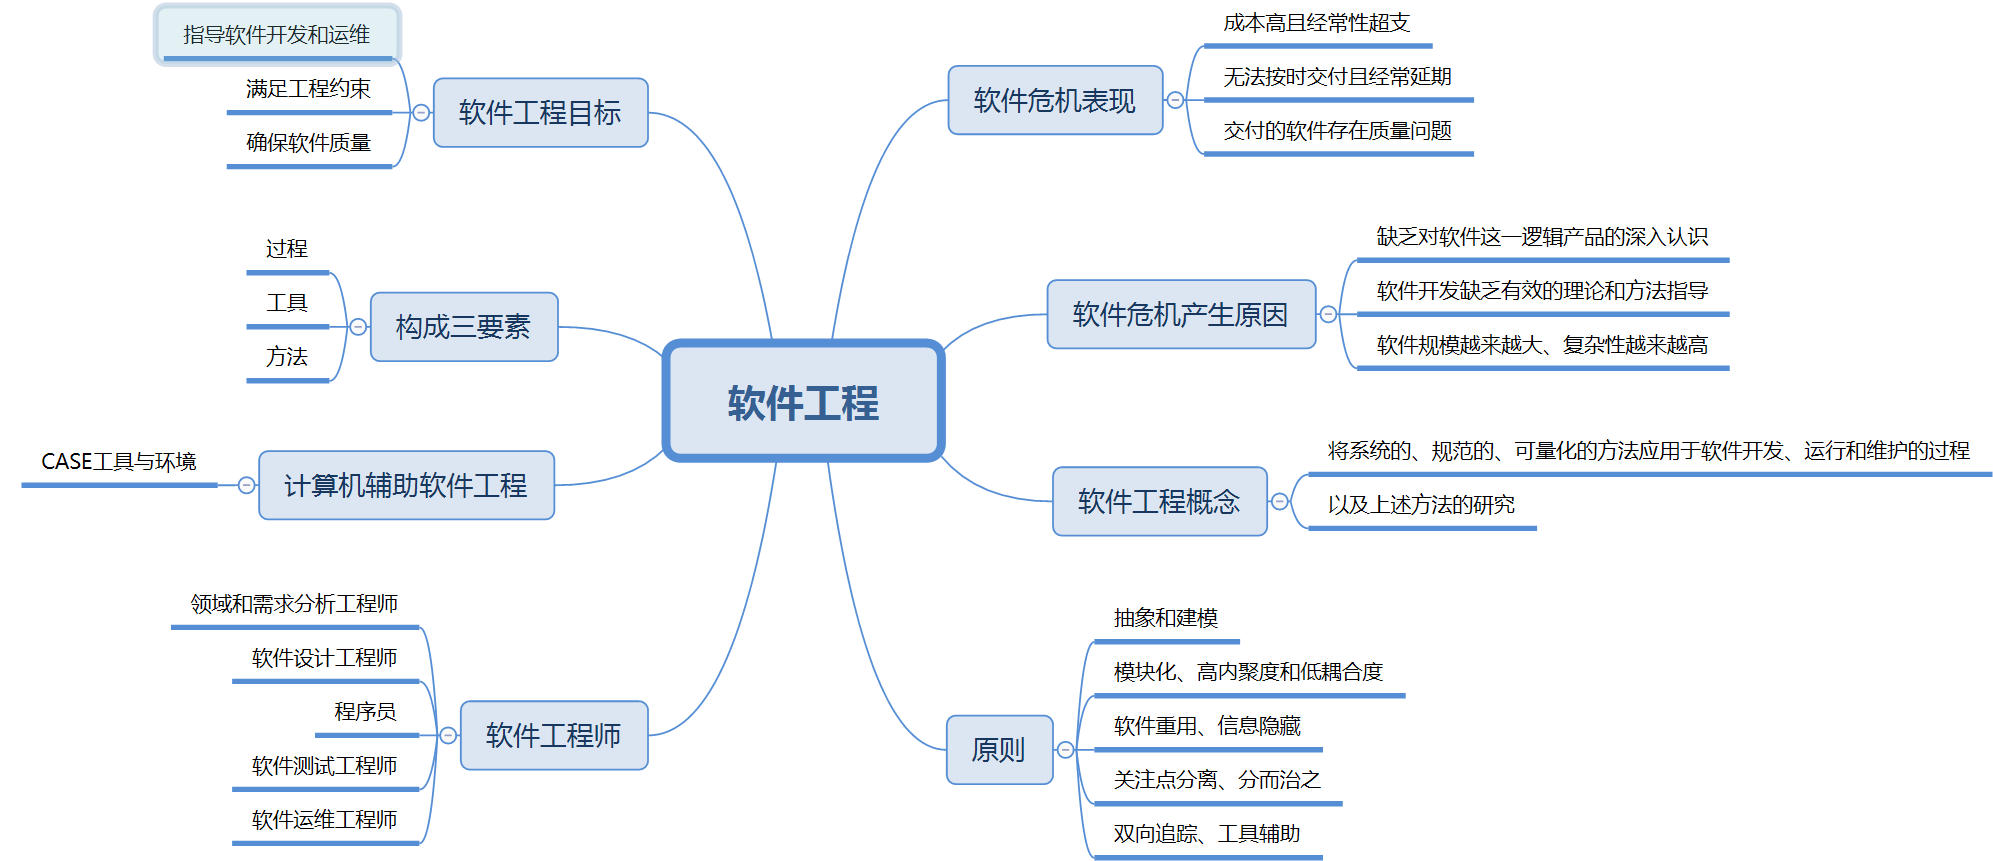 软件工程
软件危机表现
成本高且经常性超支
无法按时交付且经常延期
交付的软件存在质量问题
软件危机产生原因
缺乏对软件这一逻辑产品的深入认识
软件开发缺乏有效的理论和方法指导
软件规模越来越大、复杂性越来越高
软件工程概念
将系统的、规范的、可量化的方法应用于软件开发、运行和维护的过程
以及上述方法的研究
原则
抽象和建模
模块化、高内聚度和低耦合度
软件重用、信息隐藏
关注点分离、分而治之
双向追踪、工具辅助
软件工程目标
指导软件开发和运维
满足工程约束
确保软件质量
构成三要素
过程
工具
方法
计算机辅助软件工程
CASE工具与环境
软件工程师
领域和需求分析工程师
软件设计工程师
程序员
软件测试工程师
软件运维工程师